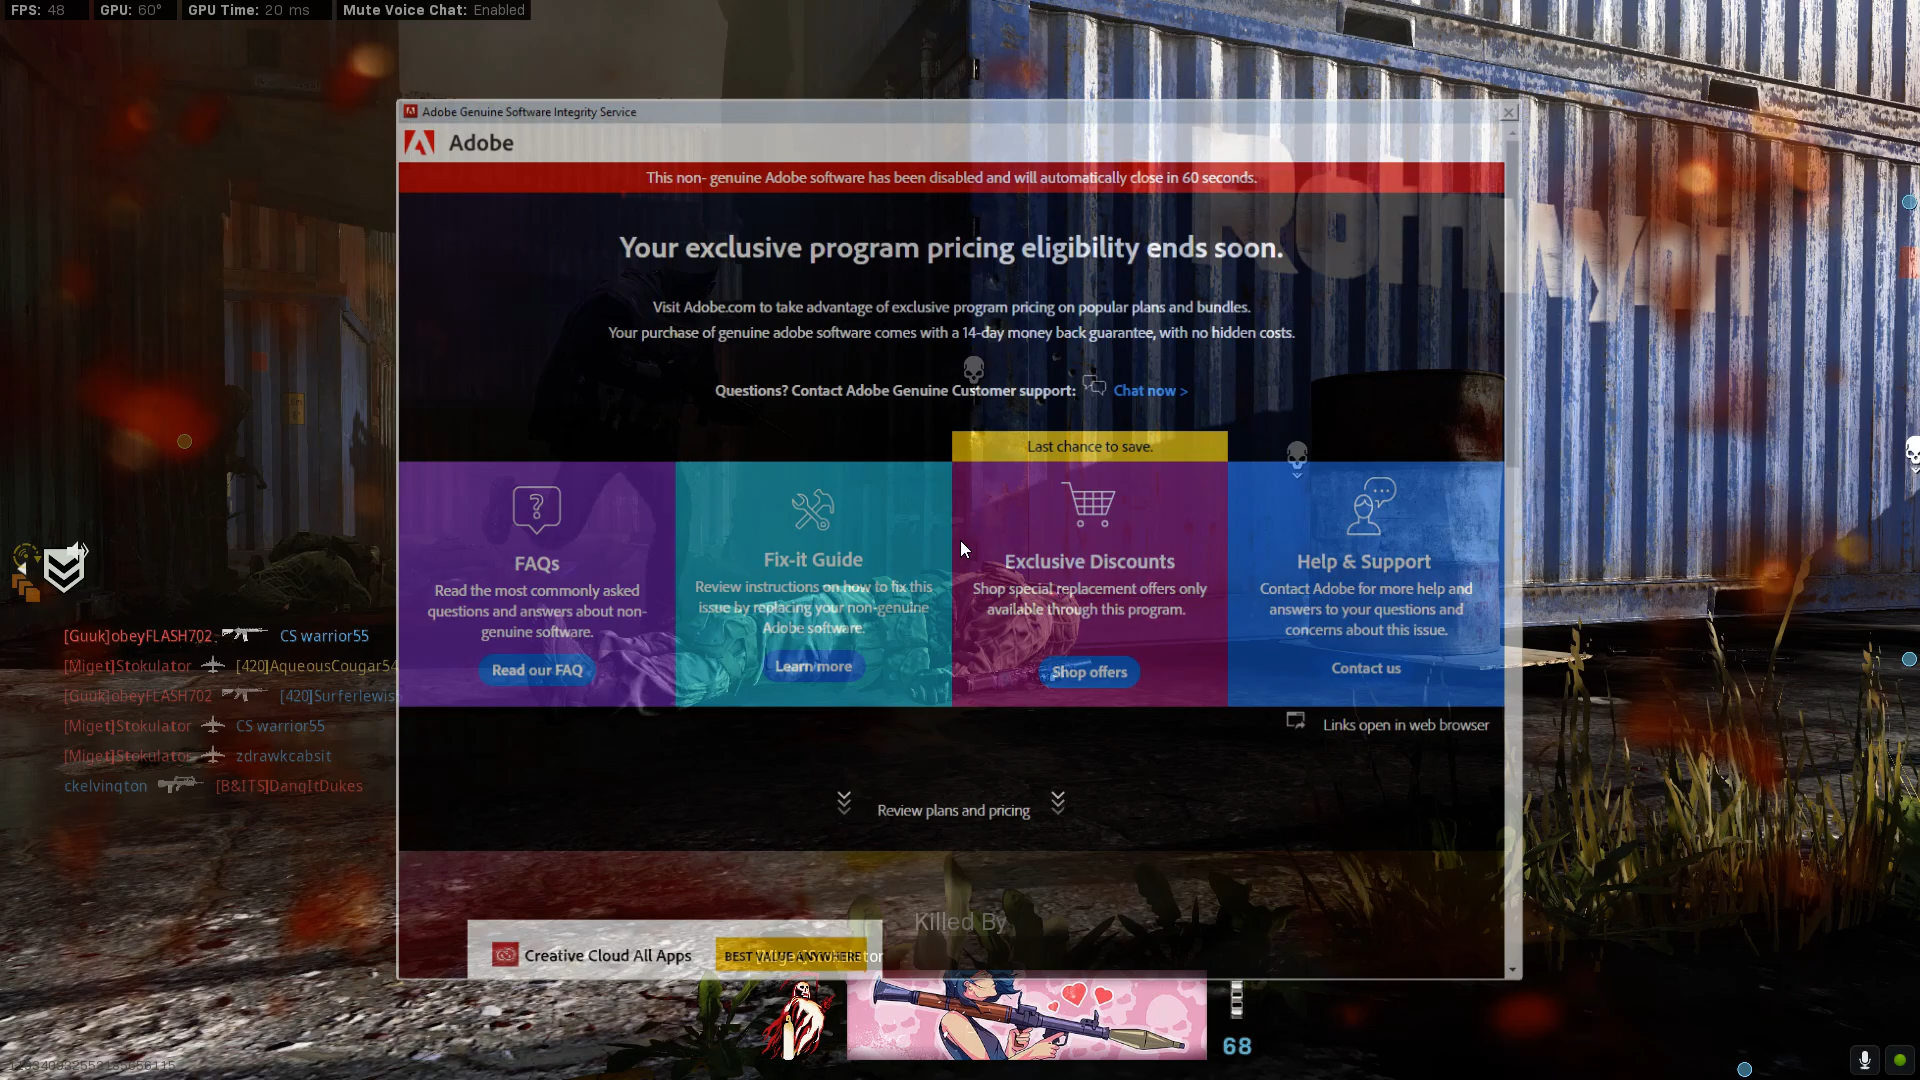 FPS: 48 GPU: 60° GPU Time: 20 ms Mute Voice Chat: Enabled
Adobe Genuine Software Integrity Service
Adobe
This non- genuine Adobe software has been disabled and will automatically close in 60 seconds.
Your exclusive program pricing eligibility ends soon.
Visit Adobe.com to take advantage of exclusive program pricing on popular plans and bundles.
Your purchase of genuine adobe software comes with a 14-day money back guarantee, with no hidden costs.
Questions? Contact Adobe Genuine Customer support: Chat now >
Last chance to save.
FAQs
Read the most commonly asked
questions and answers about non-
genuine software.
Read our FAQ
Fix-it Guide
Review instructions on how to fix this
issue by replacing your non-genuine
Adobe software.
Learn more
Exclusive Discounts
Shop special replacement offers only
available through this program.
Shop offers
Help & Support
Contact Adobe for more help and
answers to your questions and
concerns about this issue.
Contact us
Links open in web browser
Review plans and pricing
Creative Cloud All Apps
BEST VALUE ANYWHERE
[Guuk]obeyFLASH702 CS warrior55
[Miget]Stokulator [420]AqueousCougar54
[Guuk]obeyFLASH702 [420]Surferlewis
[Miget]Stokulator CS warrior55
[Miget]Stokulator zdrawkcabsit
ckelvington [B&ITS]DangItDukes
Killed By
[Miget]Stokulator
68